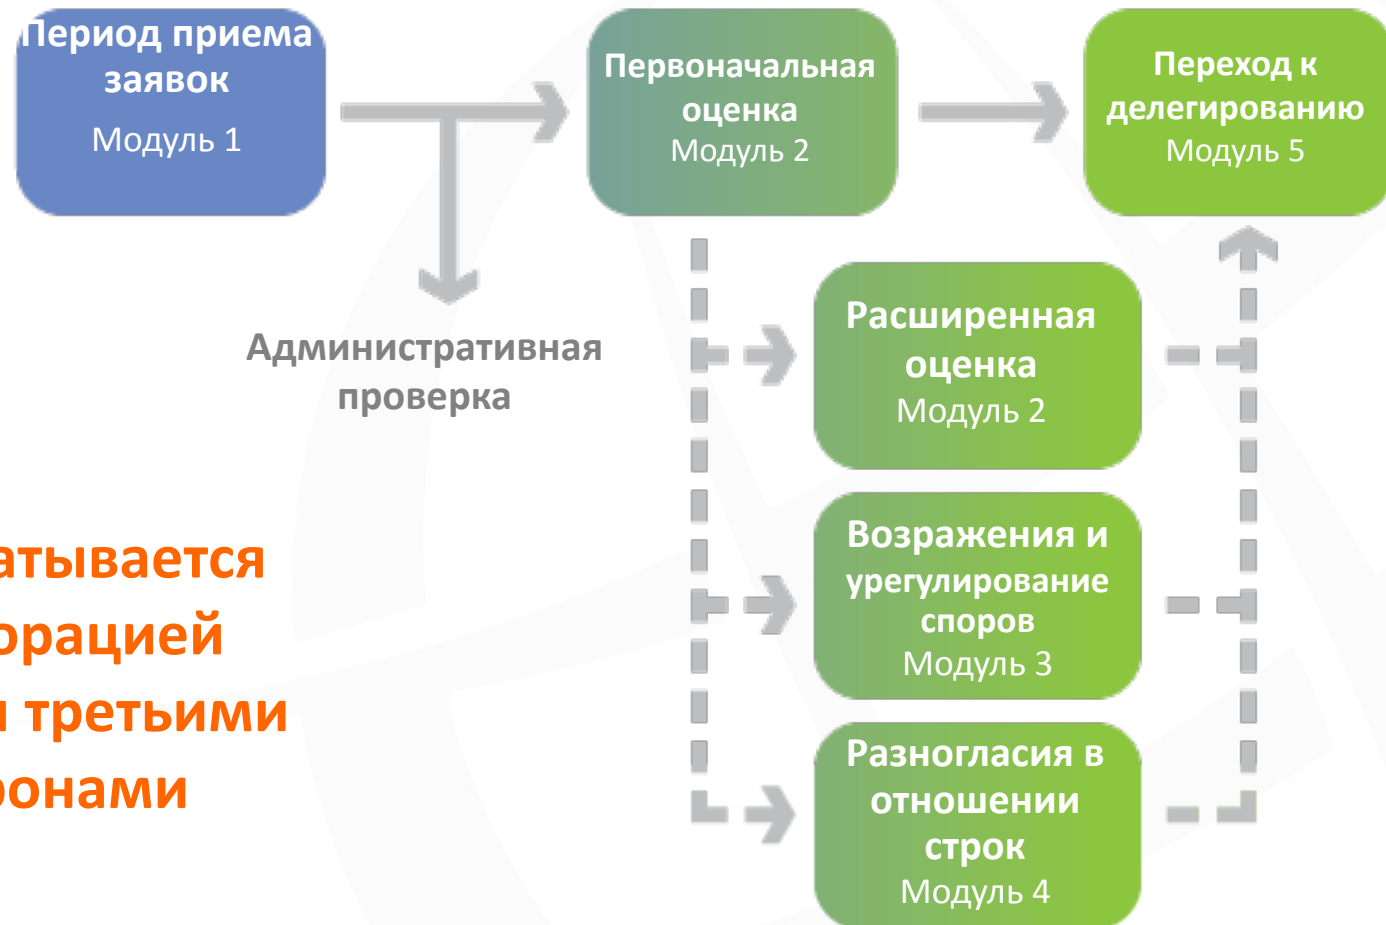 Период приема
заявок
Модуль 1
Первоначальная
оценка
Модуль 2
Переход к
делегированию
Модуль 5
Административная
проверка
Расширенная
оценка
Модуль 2
Возражения и
урегулирование
споров
Модуль 3
Разногласия в
отношении
строк
Модуль 4
третьими